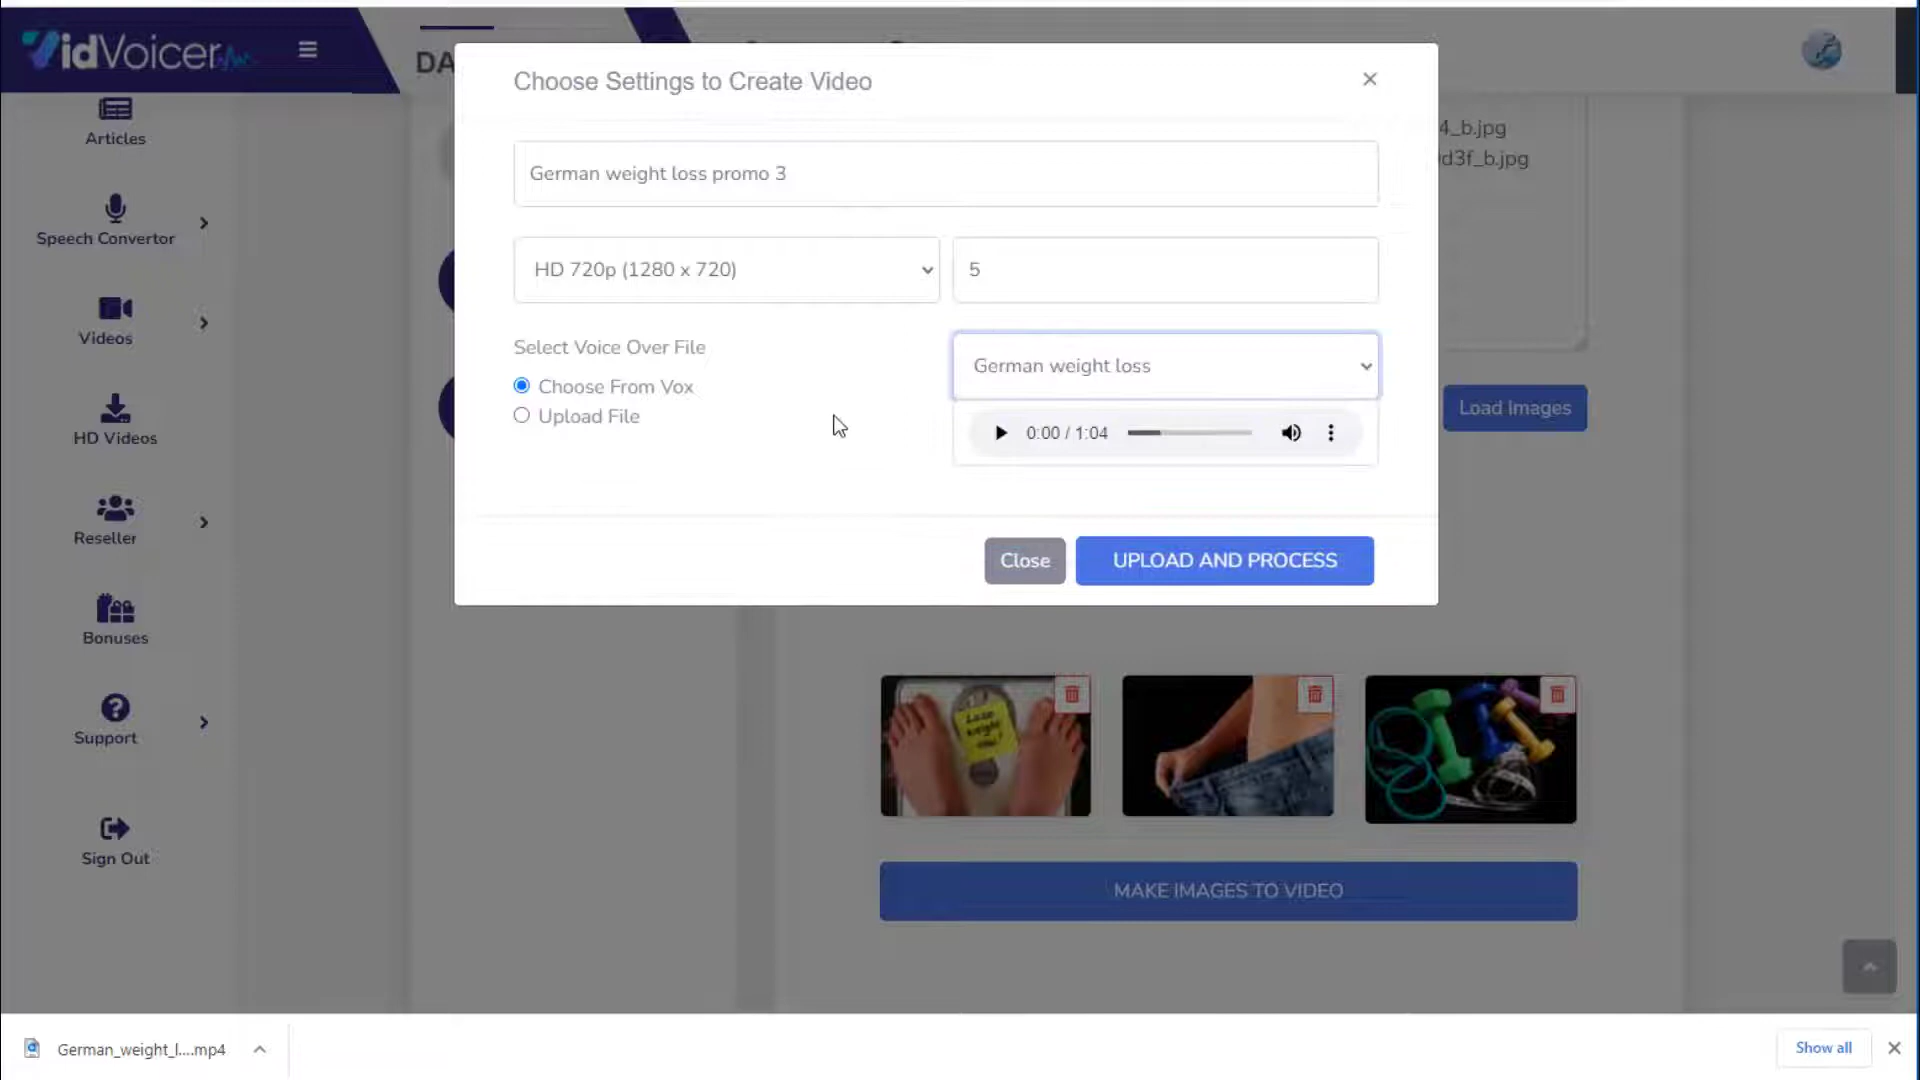 VidVoicer
DA
Choose Settings to Create Video
×
4_b.jpg
d3f_b.jpg
Articles
German weight loss promo 3
Speech Convertor
HD 720p (1280 x 720)
5
Videos
Select Voice Over File
German weight loss
Choose From Vox
Upload File
0:00 / 1:04
Load Images
HD Videos
Reseller
Close
UPLOAD AND PROCESS
Bonuses
Lose
weight
now!
Support
Sign Out
MAKE IMAGES TO VIDEO
German_weight_l....mp4
Show all